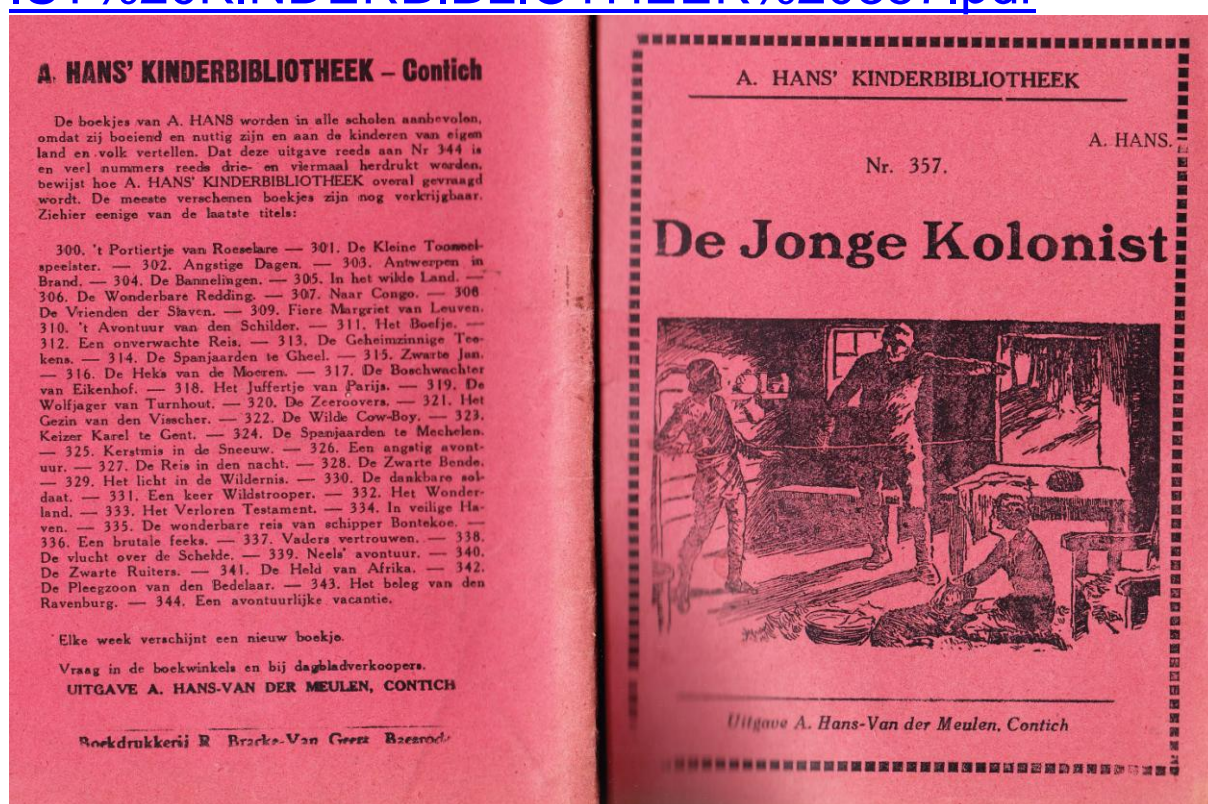 A. HANS' KINDERBIBLIOTHEEK – Contich
De boekjes van A. HANS worden in alle scholen aanbevolen,
omdat zij boeiend en nuttig zijn en aan de kinderen van eigen
land en volk vertellen. Dat deze uitgave reeds aan Nr 344 is
en veel nummers reeds drie- en viermaal herdrukt worden,
bewijst hoe A. HANS' KINDERBIBLIOTHEEK overal gevraagd
wordt. De meeste verschenen boekjes zijn nog verkrijgbaar.
Ziehier eenige van de laatste titels:
300. 't Portiertje van Roeselare — 301. De Kleine Tooneel-
speelster. — 302. Angstige Dagen. — 303. Antwerpen in
Brand. — 304. De Bannelingen. — 305. In het wilde Land. —
306. De Wonderbare Redding. — 307. Naar Congo. — 308
De Vrienden der Slaven. — 309. Fiere Margriet van Leuven.
310. 't Avontuur van den Schilder. — 311. Het Boefje. —
312. Een onverwachte Reis. — 313. De Geheimzinnige Tee-
kens. — 314. De Spanjaarden te Gheel. — 315. Zwarte Jan.
— 316. De Heks van de Moeren. — 317. De Boschwachter
van Eikenhof. — 318. Het Juffertje van Parijs. — 319. De
Wolfjager van Turnhout. — 320. De Zeeroovers. — 321. Het
Gezin van den Visscher. — 322. De Wilde Cow-Boy. — 323.
Keizer Karel te Gent. — 324. De Spanjaarden te Mechelen.
— 325. Kerstmis in de Sneeuw. — 326. Een angstig avont-
uur. — 327. De Reis in den nacht. — 328. De Zwarte Bende.
— 329. Het licht in de Wildernis. — 330. De dankbare sol-
daat. — 331. Een keer Wildstrooper. — 332. Het Wonder-
land. — 333. Het Verloren Testament. — 334. In veilige Ha-
ven. — 335. De wonderbare reis van schipper Bontekoe. —
336. Een brutale feeks. — 337. Vaders vertrouwen. — 338.
De vlucht over de Schelde. — 339. Neels' avontuur. — 340.
De Zwarte Ruiters. — 341. De Held van Afrika. — 342.
De Pleegzoon van den Bedelaar. — 343. Het beleg van den
Ravenburg. — 344. Een avontuurlijke vacantie.
Elke week verschijnt een nieuw boekje.
Vraag in de boekwinkels en bij dagbladverkoopers.
UITGAVE A. HANS-VAN DER MEULEN, CONTICH
Boekdrukkerij R Bracke-Van Geert
A. HANS' KINDERBIBLIOTHEEK
A. HANS.
Nr. 357.
De Jonge Kolonist
Uitgave A. Hans-Van der Meulen, Contich